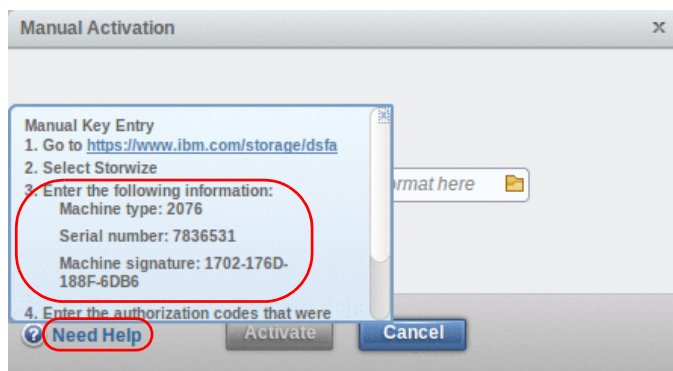 Manual Activation
Manual Key Entry
1. Go to https://www.ibm.com/storage/dsfa
2. Select Storwize
3. Enter the following information:
Machine type: 2076
Serial number: 7836531
Machine signature: 1702-176D-
188F-6DB6
4. Enter the authorization codes that were
format here
Need Help
Activate
Cancel